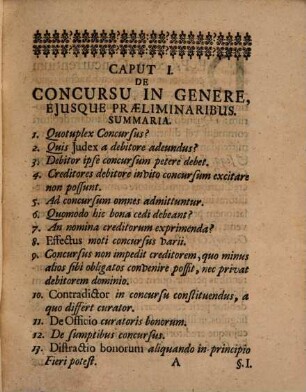 CAPUT I.
DE
CONCURSU IN GENERE,
EJUSQUE PRÆLIMINARIBUS.
SUMMARIA.
1. Quotuplex Concursus?
2. Quis Judex a debitore adeundus?
3. Debitor ipse concursum petere debet.
4. Creditores debitore invito concursum excitare
non possunt.
5. Ad concursum omnes admittuntur.
6. Quomodo hic bona cedi debeant?
7. An nomina creditorum exprimenda?
8. Effectus moti concursus varii.
9. Concursus non impedit creditorem, quo minus
alios sibi obligatos convenire possit, nec privat
debitorem dominio.
10. Contradictor in concursu constituendus, a
quo differt curator.
11. De Officio curatoris bonorum.
12. De sumptibus concursus.
13. Distractio bonorum aliquando in principio
Fieri potest. A §. I.